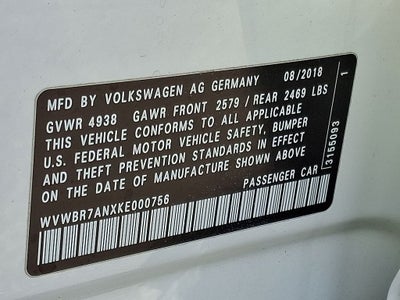 MFD BY VOLKSWAGEN AG GERMANY 08/2018
GVWR 4938 GAWR FRONT 2579 / REAR 2469 LBS
THIS VEHICLE CONFORMS TO ALL APPLICABLE
U.S. FEDERAL MOTOR VEHICLE SAFETY, BUMPER
AND THEFT PREVENTION STANDARDS IN EFFECT
ON THE DATE OF MANUFACTURE SHOWN ABOVE
WVWBR7ANXKE000756 PASSENGER CAR
3155093 1